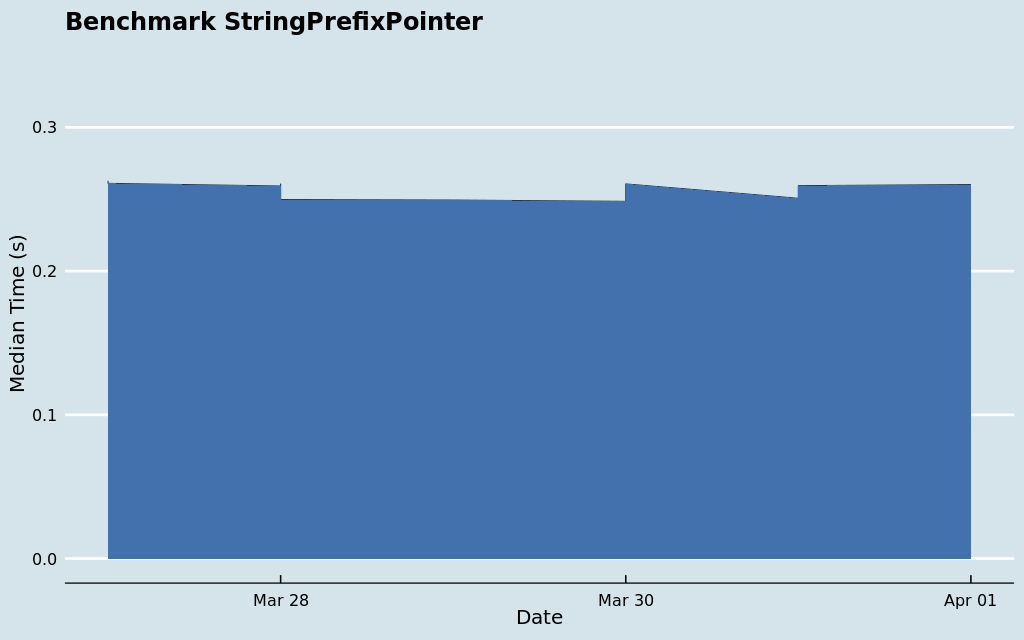 Benchmark StringPrefixPointer
0.3
0.2
0.1
0.0
Median Time (s)
Mar 28
Mar 30
Apr 01
Date